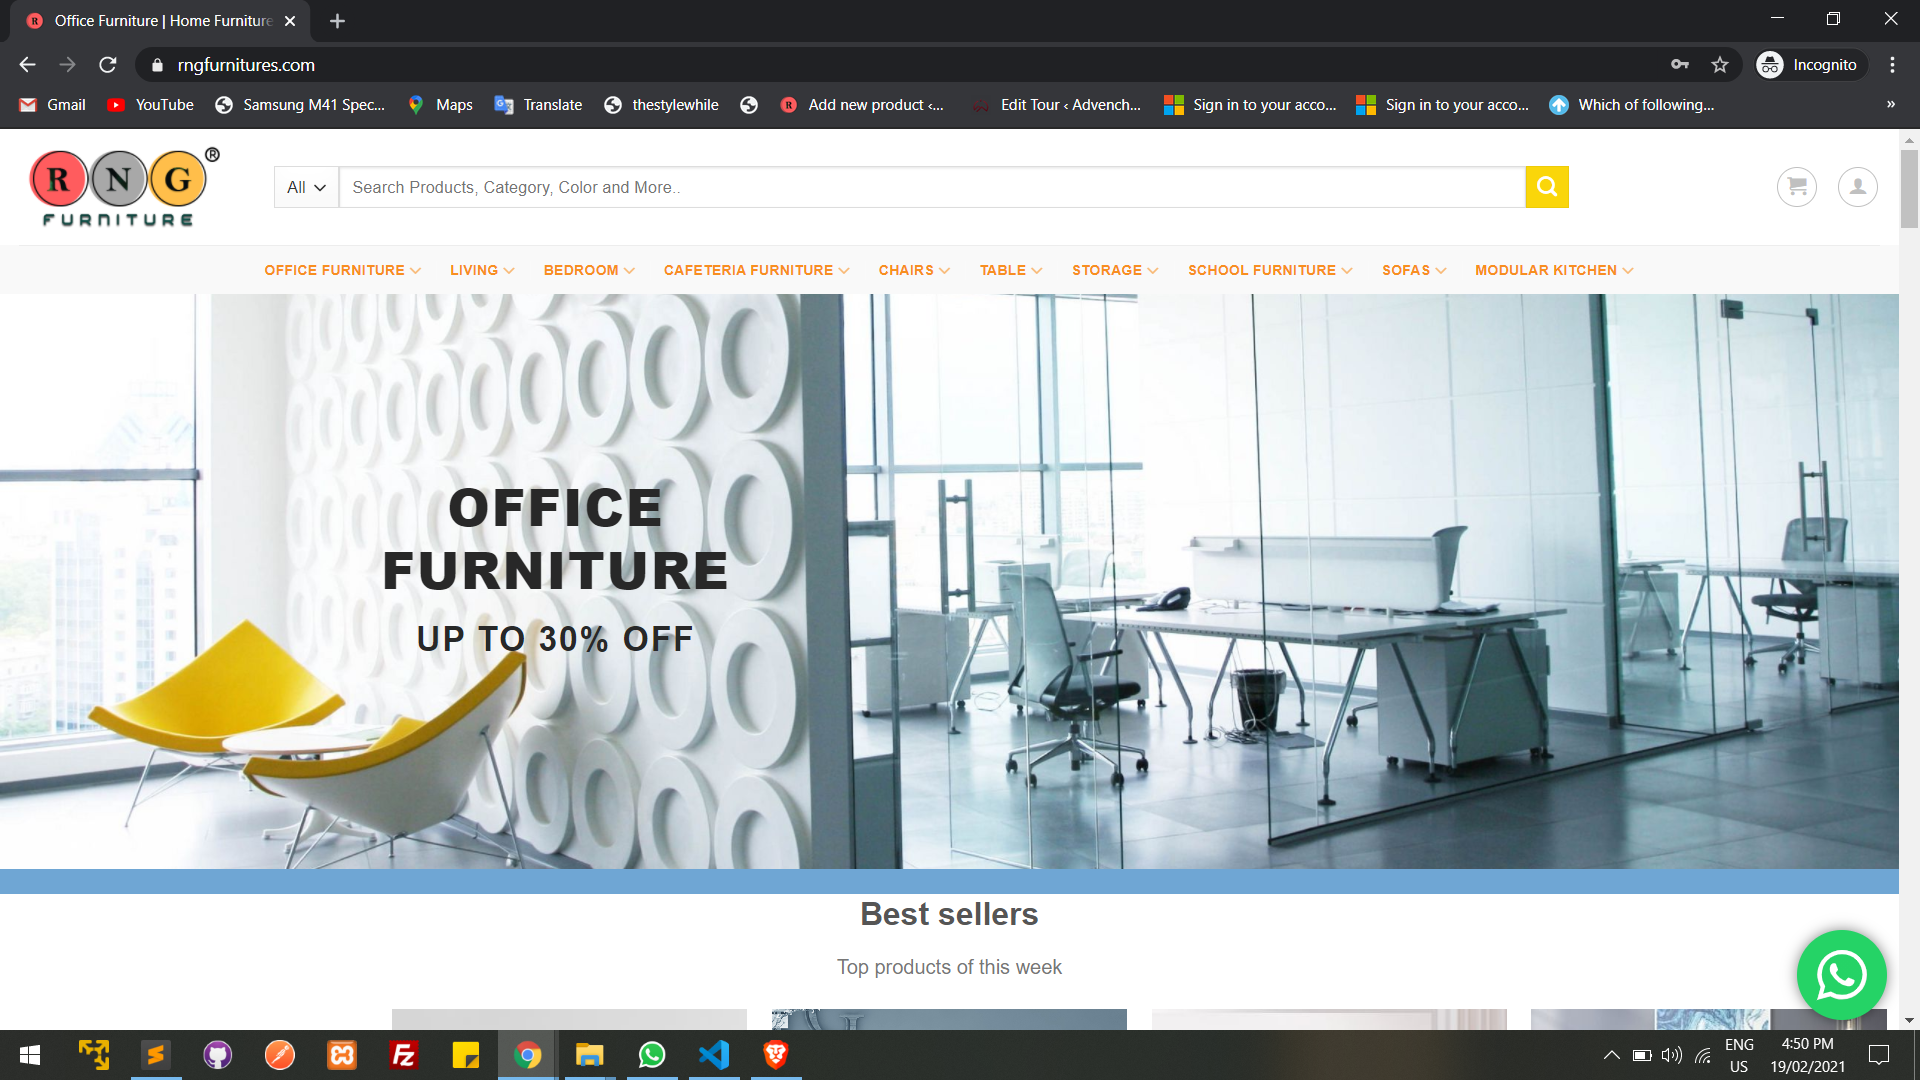 Office Furniture | Home Furniture
rngfurnitures.com
Incognito
Gmail
YouTube
Samsung M41 Spec...
Maps
Translate
thestylewhile
Add new product ‹...
Edit Tour ‹ Advench...
Sign in to your acco...
Sign in to your acco...
Which of following...
»
R N G ®
FURNITURE
All
Search Products, Category, Color and More..
OFFICE FURNITURE
LIVING
BEDROOM
CAFETERIA FURNITURE
CHAIRS
TABLE
STORAGE
SCHOOL FURNITURE
SOFAS
MODULAR KITCHEN
OFFICE
FURNITURE
UP TO 30% OFF
Best sellers
Top products of this week
ENG
US
4:50 PM
19/02/2021